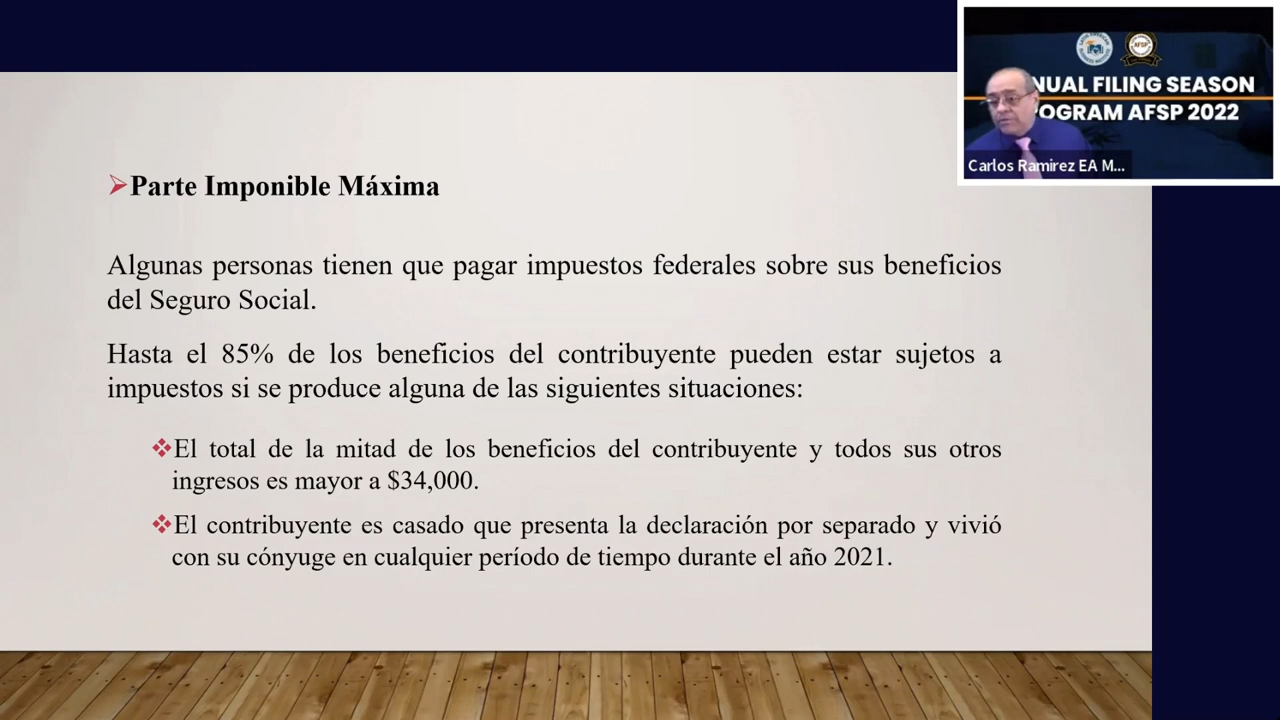 Parte Imponible Máxima
Algunas personas tienen que pagar impuestos federales sobre sus beneficios
del Seguro Social.
Hasta el 85% de los beneficios del contribuyente pueden estar sujetos a
impuestos si se produce alguna de las siguientes situaciones:
El total de la mitad de los beneficios del contribuyente y todos sus otros
ingresos es mayor a $34,000.
El contribuyente es casado que presenta la declaración por separado y vivió
con su cónyuge en cualquier período de tiempo durante el año 2021.
AFSP
NUAL FILING SEASON
OGRAM AFSP 2022
Carlos Ramirez EA M...